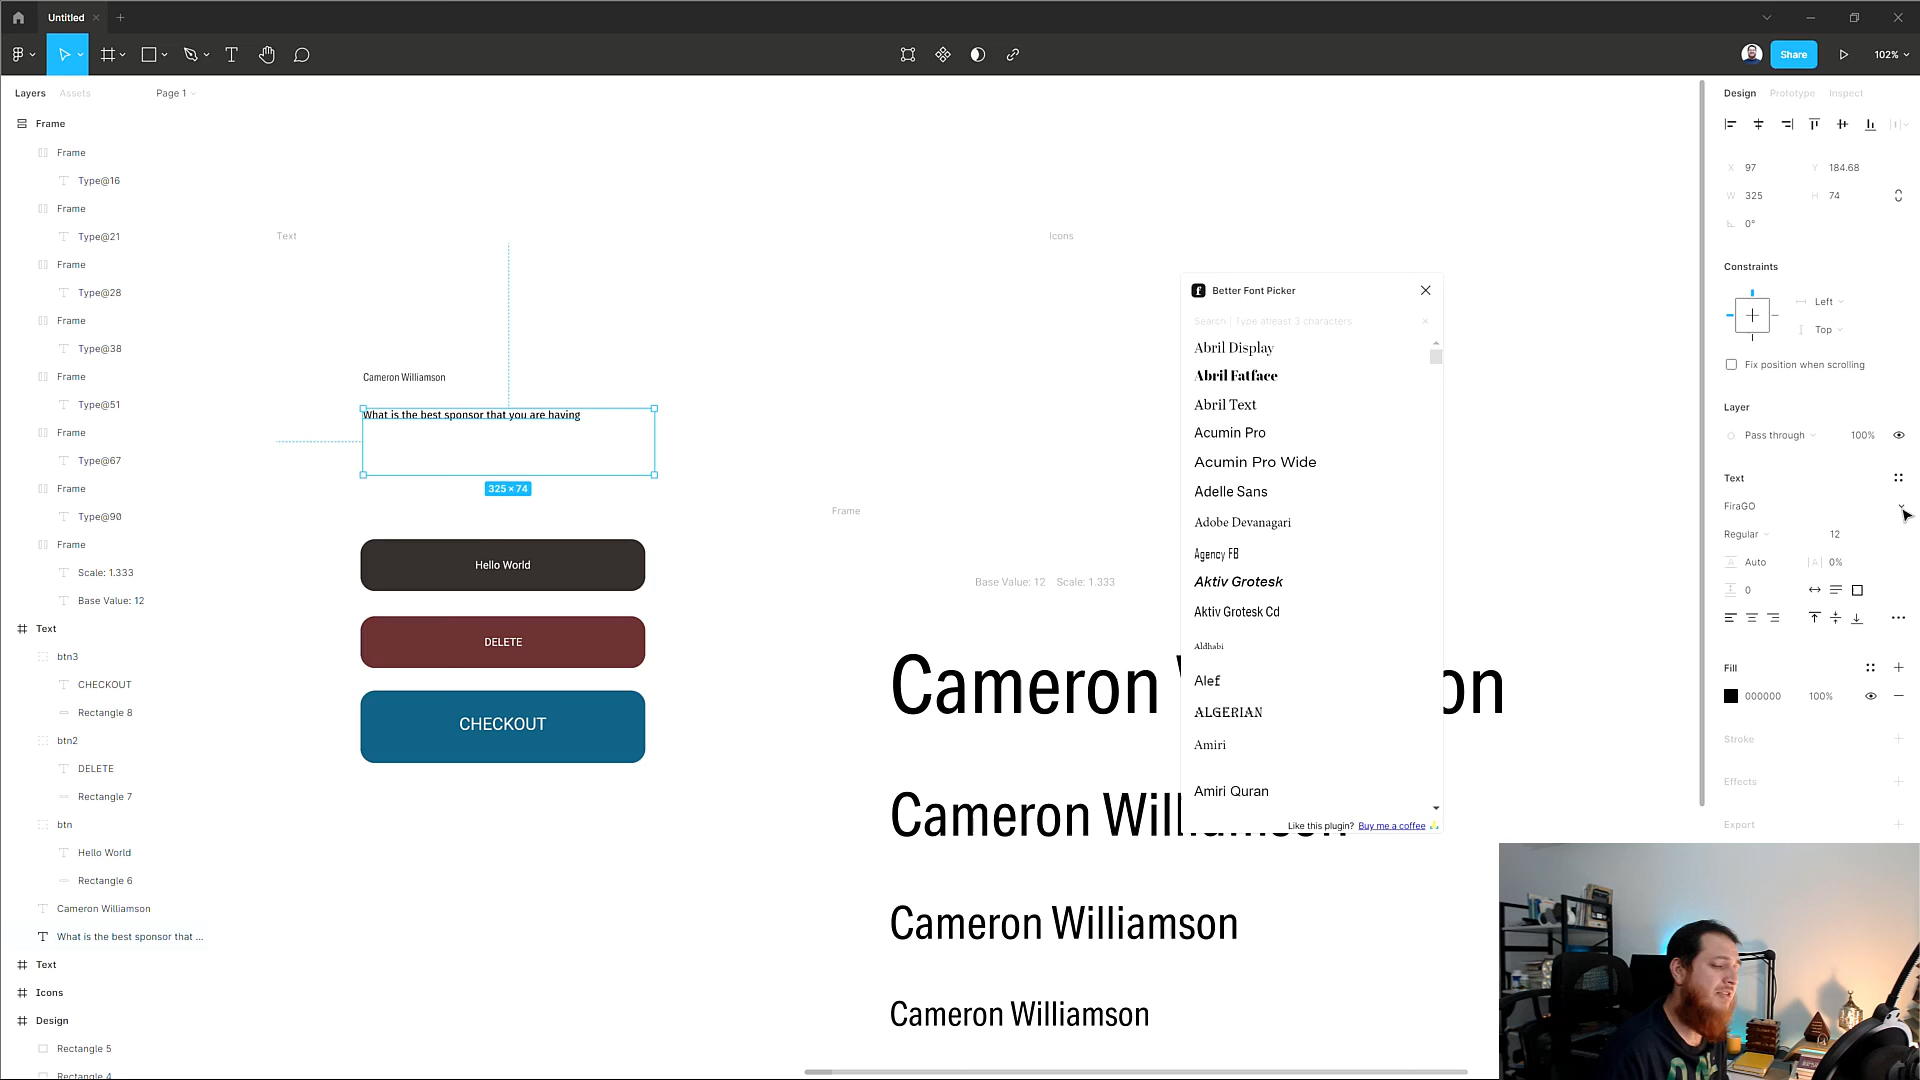 Untitled
Share
102%
Layers
Assets
Page 1
Frame
Frame
Type@16
Frame
Type@21
Frame
Type@28
Frame
Type@38
Frame
Type@51
Frame
Type@67
Frame
Type@90
Frame
Scale: 1.333
Base Value: 12
Text
btn3
CHECKOUT
Rectangle 8
btn2
DELETE
Rectangle 7
btn
Hello World
Rectangle 6
Cameron Williamson
What is the best sponsor that ...
Text
Icons
Design
Rectangle 5
Rectangle 4
Text
Cameron Williamson
What is the best sponsor that you are having
325 × 74
Hello World
DELETE
CHECKOUT
Icons
Frame
Base Value: 12 Scale: 1.333
Cameron
on
Cameron
Cameron Williamson
Cameron Williamson
Better Font Picker
Search | Type atleast 3 characters
Abril Display
Abril Fatface
Abril Text
Acumin Pro
Acumin Pro Wide
Adelle Sans
Adobe Devanagari
Agency FB
Aktiv Grotesk
Aktiv Grotesk Cd
Aldhabi
Alef
ALGERIAN
Amiri
Amiri Quran
Like this plugin? Buy me a coffee
Design
Prototype
Inspect
X 97
Y 184.68
W 325
H 74
0°
Constraints
Left
Top
Fix position when scrolling
Layer
Pass through
100%
Text
FiraGO
Regular
12
Auto
|A| 0%
0
Fill
000000
100%
Stroke
Effects
Export